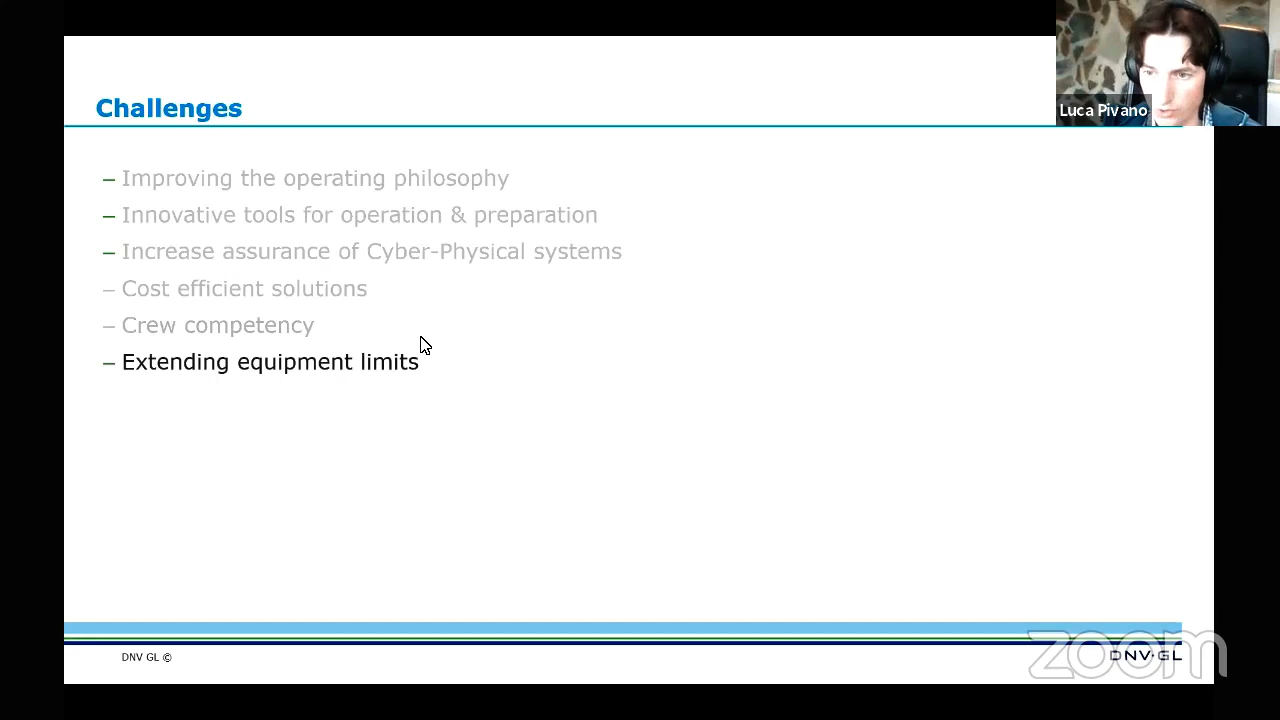 Challenges
Luca Pivano
– Improving the operating philosophy
– Innovative tools for operation & preparation
– Increase assurance of Cyber-Physical systems
– Cost efficient solutions
– Crew competency
– Extending equipment limits
DNV GL ©
DNV·GL
zoom